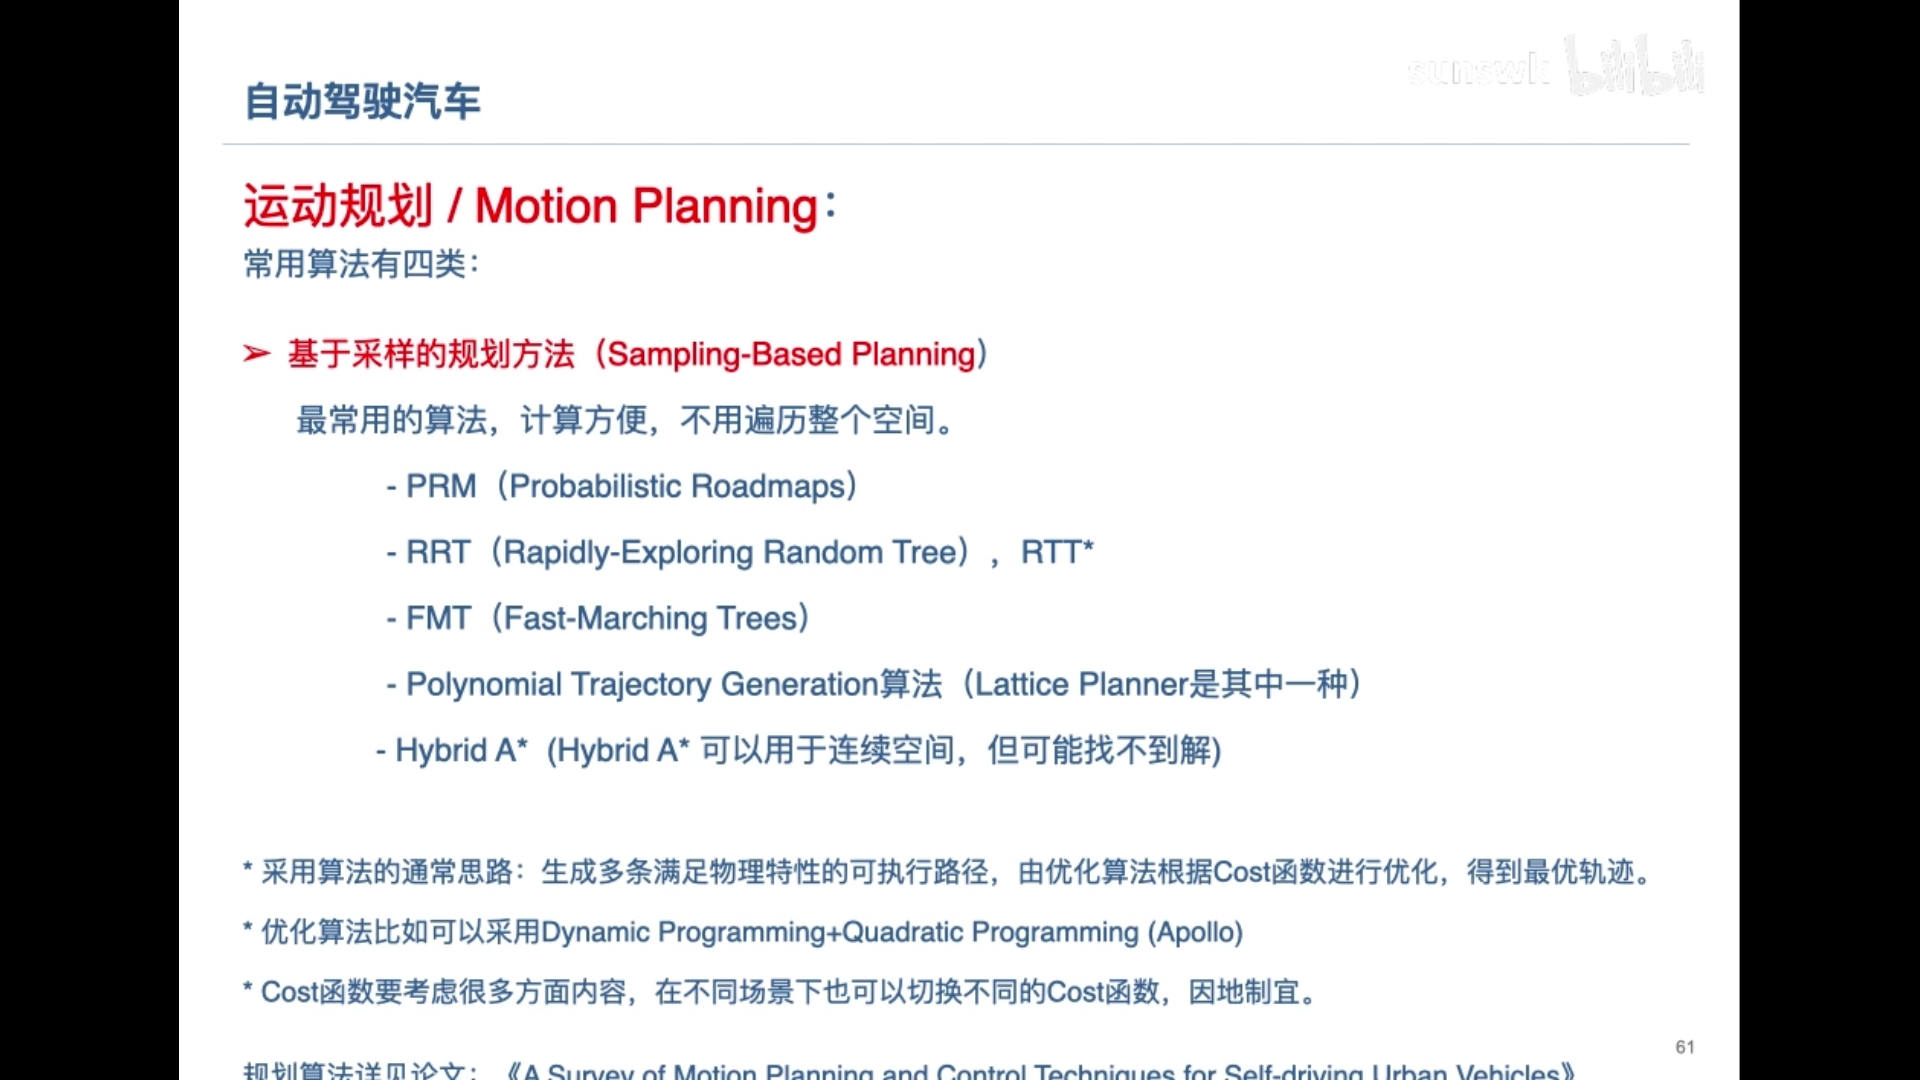 sunswk bilibili
自动驾驶汽车
运动规划 / Motion Planning：
常用算法有四类：
➢ 基于采样的规划方法（Sampling-Based Planning）
最常用的算法，计算方便，不用遍历整个空间。
- PRM（Probabilistic Roadmaps）
- RRT（Rapidly-Exploring Random Tree），RTT*
- FMT（Fast-Marching Trees）
- Polynomial Trajectory Generation算法（Lattice Planner是其中一种）
- Hybrid A* (Hybrid A* 可以用于连续空间，但可能找不到解)
* 采用算法的通常思路：生成多条满足物理特性的可执行路径，由优化算法根据Cost函数进行优化，得到最优轨迹。
* 优化算法比如可以采用Dynamic Programming+Quadratic Programming (Apollo)
* Cost函数要考虑很多方面内容，在不同场景下也可以切换不同的Cost函数，因地制宜。
61
规划算法详见论文：《A Survey of Motion Planning and Control Techniques for Self-driving Urban Vehicles》